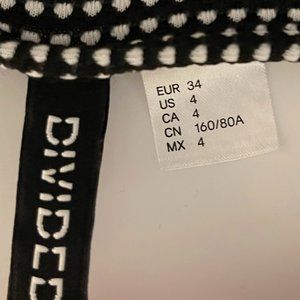 EUR 34
US 4
CA 4
CN 160/80A
MX 4
DIVIDED